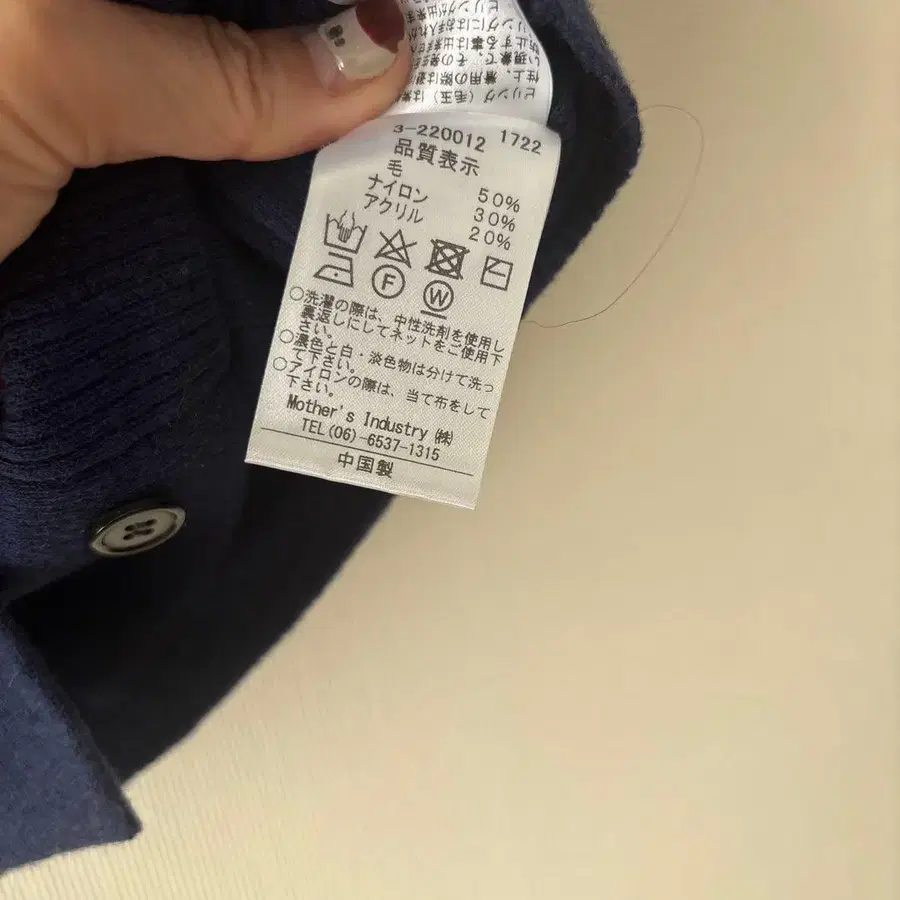 3-220012 1722
品質表示
毛 50%
ナイロン 30%
アクリル 20%
F
W
○洗濯の際は、中性洗剤を使用し
裏返しにしてネットをご使用下
さい。
○濃色と白・淡色物は分けて洗っ
て下さい。
○アイロンの際は、当て布をして
下さい。
Mother's Industry ㈱
TEL(06)-6537-1315
中国製